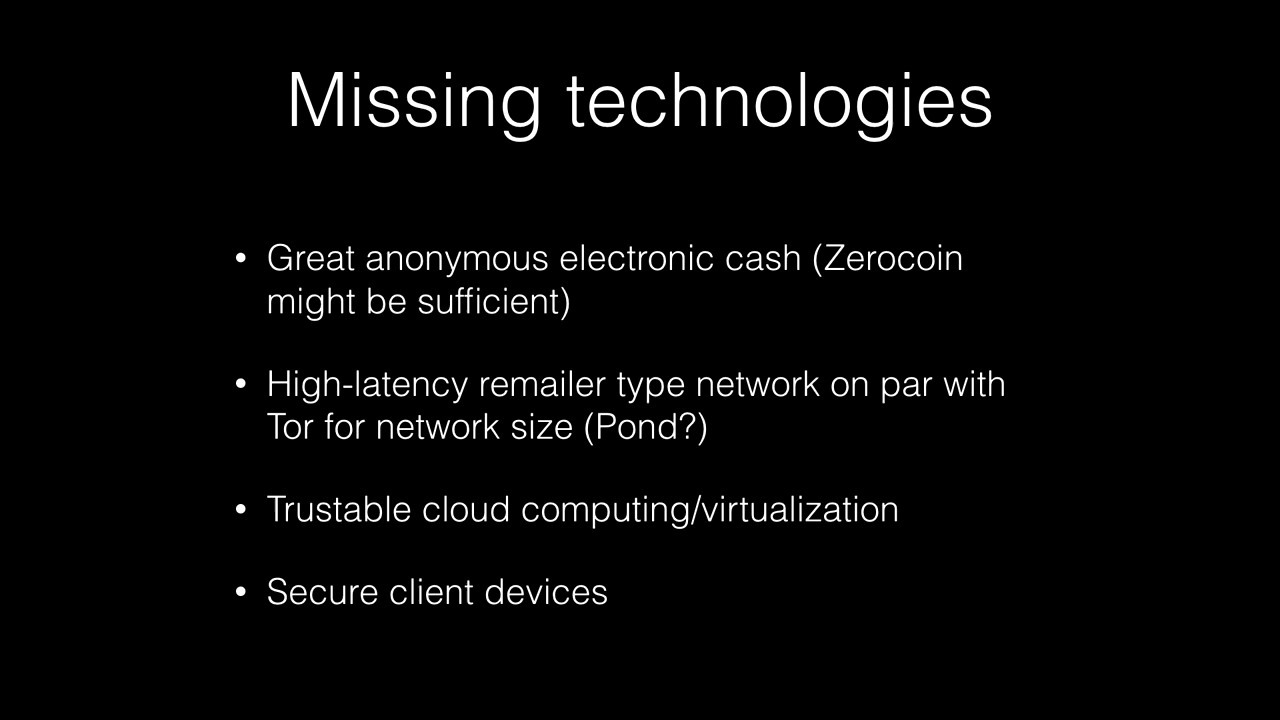 Missing technologies
• Great anonymous electronic cash (Zerocoin
might be sufficient)
• High-latency remailer type network on par with
Tor for network size (Pond?)
• Trustable cloud computing/virtualization
• Secure client devices